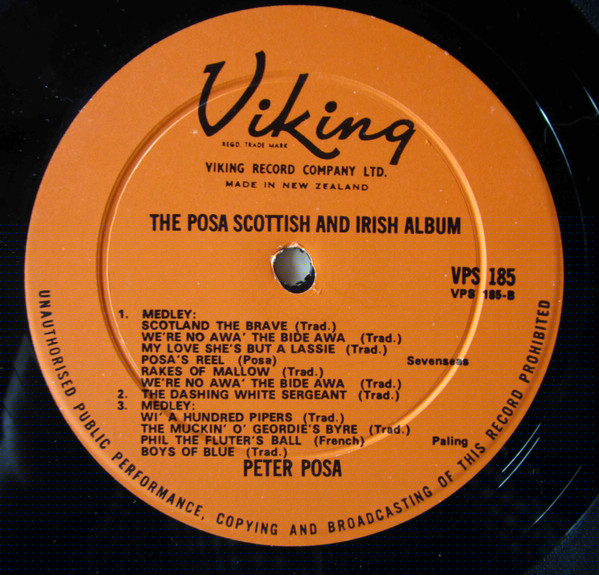 Viking
REGD. TRADE MARK
VIKING RECORD COMPANY LTD.
MADE IN NEW ZEALAND
THE POSA SCOTTISH AND IRISH ALBUM
VPS 185
VPS 185-B
1. MEDLEY:
SCOTLAND THE BRAVE (Trad.)
WE'RE NO AWA' THE BIDE AWA (Trad.)
MY LOVE SHE'S BUT A LASSIE (Trad.)
POSA'S REEL (Posa) Sevenseas
RAKES OF MALLOW (Trad.)
WE'RE NO AWA' THE BIDE AWA (Trad.)
2. THE DASHING WHITE SERGEANT (Trad.)
3. MEDLEY:
WI' A HUNDRED PIPERS (Trad.)
THE MUCKIN' O' GEORDIE'S BYRE (Trad.)
PHIL THE FLUTER'S BALL (French) Paling
BOYS OF BLUE (Trad.)
PETER POSA
UNAUTHORISED PUBLIC PERFORMANCE, COPYING AND BROADCASTING OF THIS RECORD PROHIBITED